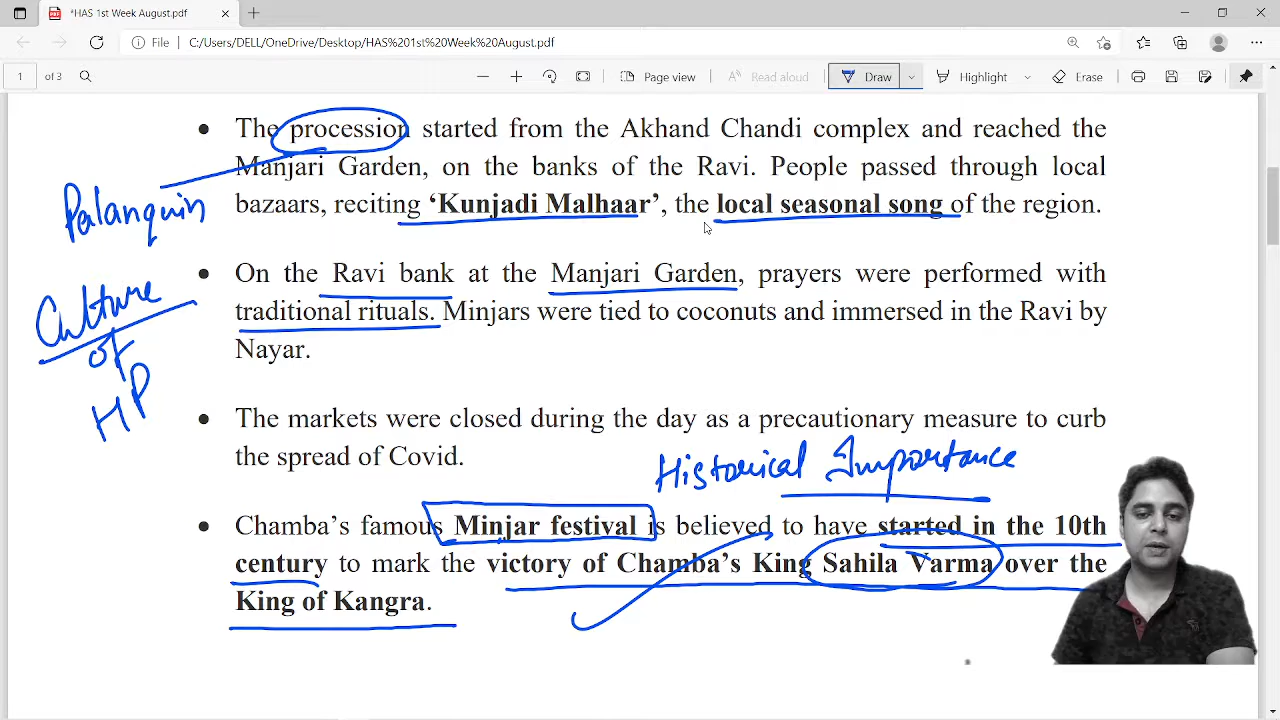 *HAS 1st Week August.pdf
File C:/Users/DELL/OneDrive/Desktop/HAS%201st%20Week%20August.pdf
1 of 3 Page view Read aloud Draw Highlight Erase
• The procession started from the Akhand Chandi complex and reached the
Manjari Garden, on the banks of the Ravi. People passed through local
bazaars, reciting ‘Kunjadi Malhaar’, the local seasonal song of the region.
Palanquin
• On the Ravi bank at the Manjari Garden, prayers were performed with
traditional rituals. Minjars were tied to coconuts and immersed in the Ravi by
Nayar.
Culture
of
HP
• The markets were closed during the day as a precautionary measure to curb
the spread of Covid.
Historical Importance
• Chamba’s famous Minjar festival is believed to have started in the 10th
century to mark the victory of Chamba’s King Sahila Varma over the
King of Kangra.